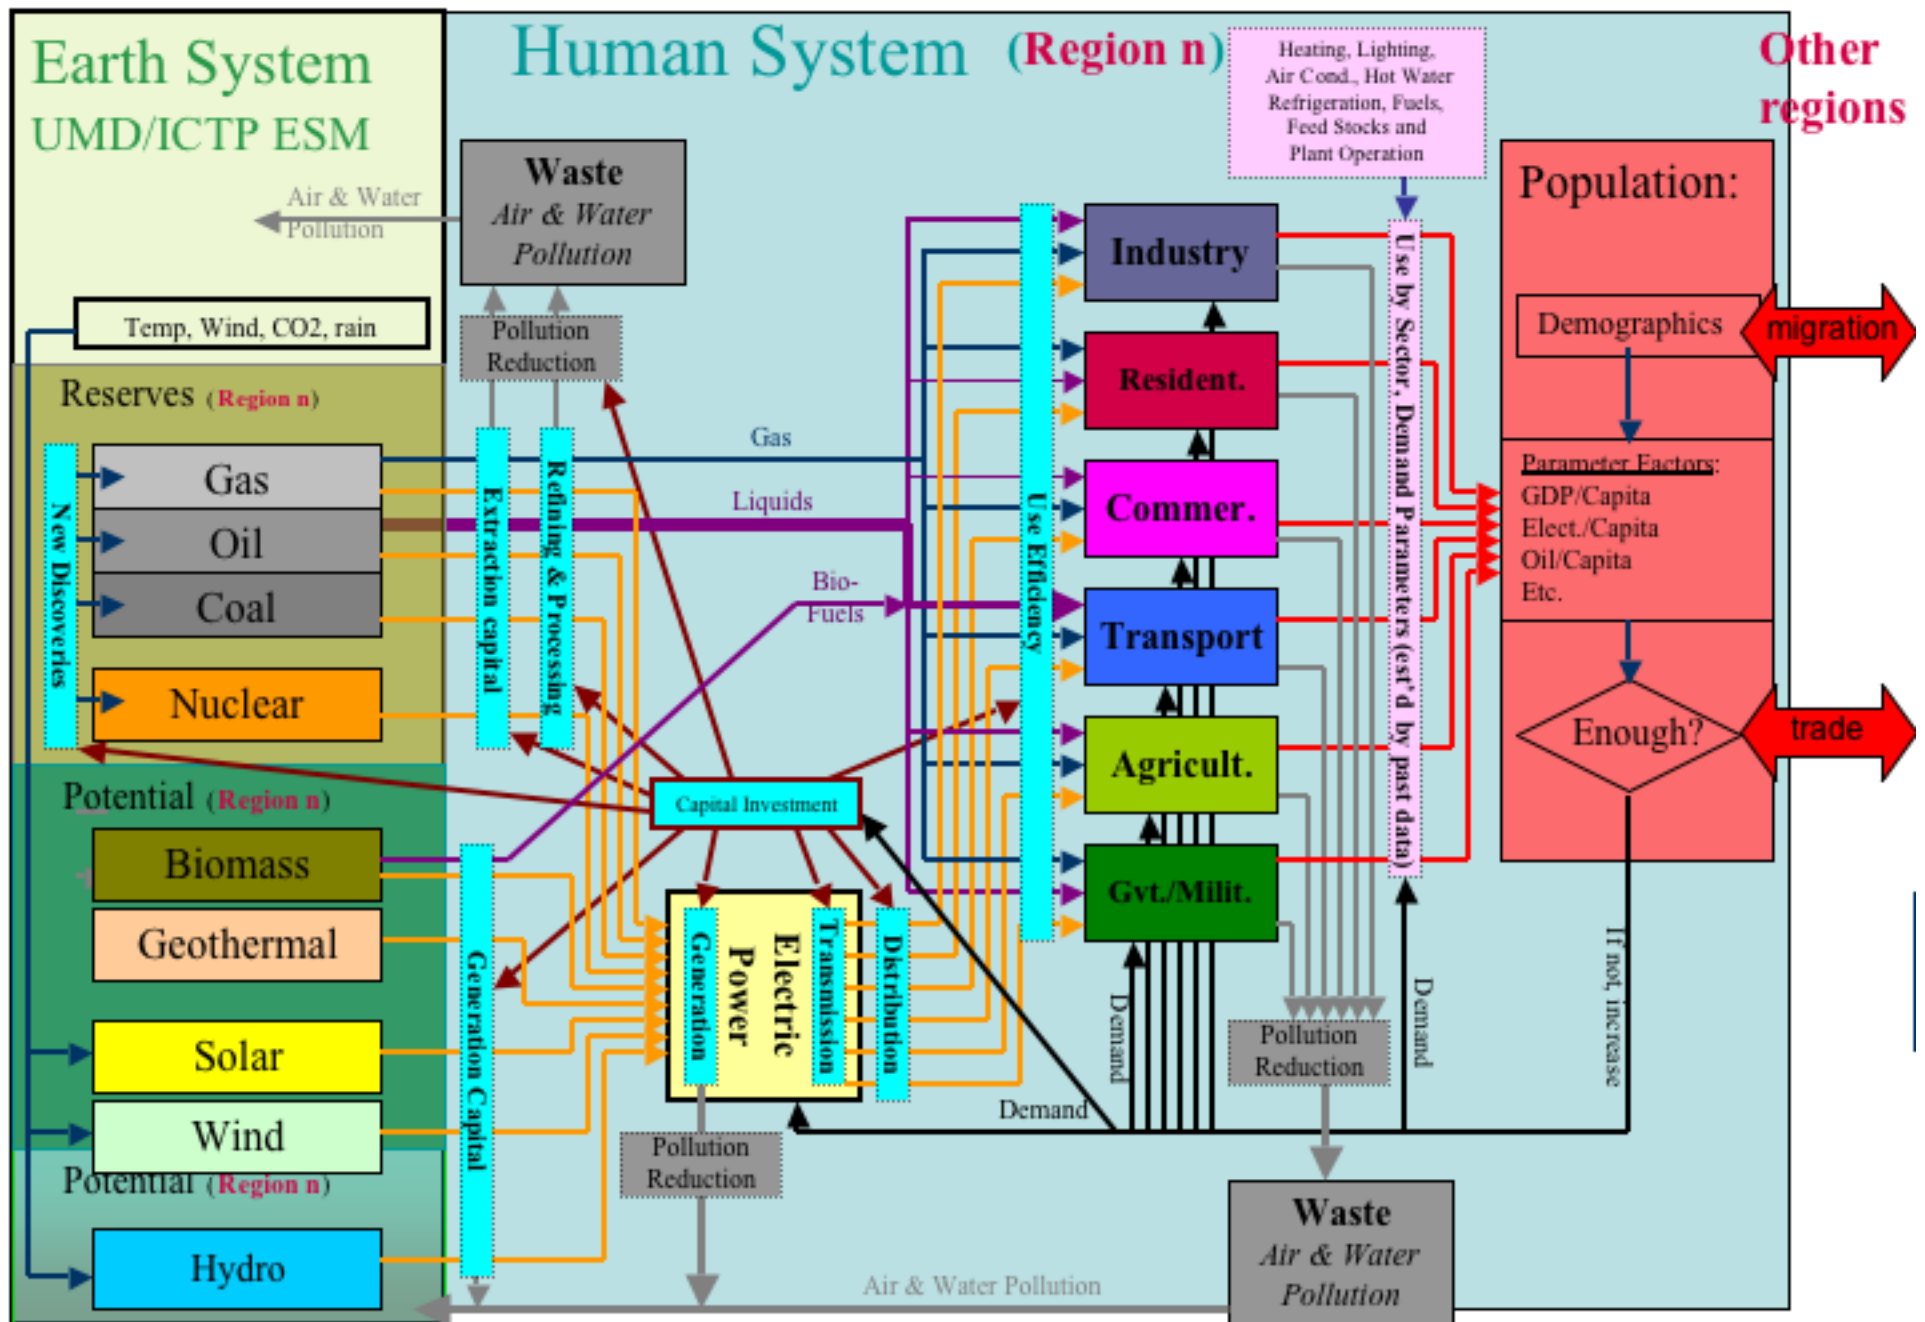 Earth System
UMD/ICTP ESM
Human System (Region n)
Other
regions
Heating, Lighting,
Air Cond., Hot Water
Refrigeration, Fuels,
Feed Stocks and
Plant Operation
Waste
Air & Water
Pollution
Air & Water
Pollution
Temp, Wind, CO2, rain
Pollution
Reduction
Reserves (Region n)
New Discoveries
Gas
Oil
Coal
Nuclear
Extraction capital
Refining & Processing
Gas
Liquids
Bio-
Fuels
Use Efficiency
Industry
Resident.
Commer.
Transport
Agricult.
Gvt./Milit.
Use by Sector, Demand Parameters (est'd by past data)
Population:
Demographics
migration
Parameter Factors:
GDP/Capita
Elect./Capita
Oil/Capita
Etc.
Enough?
trade
Capital Investment
Potential (Region n)
Biomass
Geothermal
Solar
Wind
Potential (Region n)
Hydro
Generation Capital
Generation
Electric
Power
Transmission
Distribution
Demand
Demand
Demand
If not, increase
Pollution
Reduction
Pollution
Reduction
Waste
Air & Water
Pollution
Air & Water Pollution